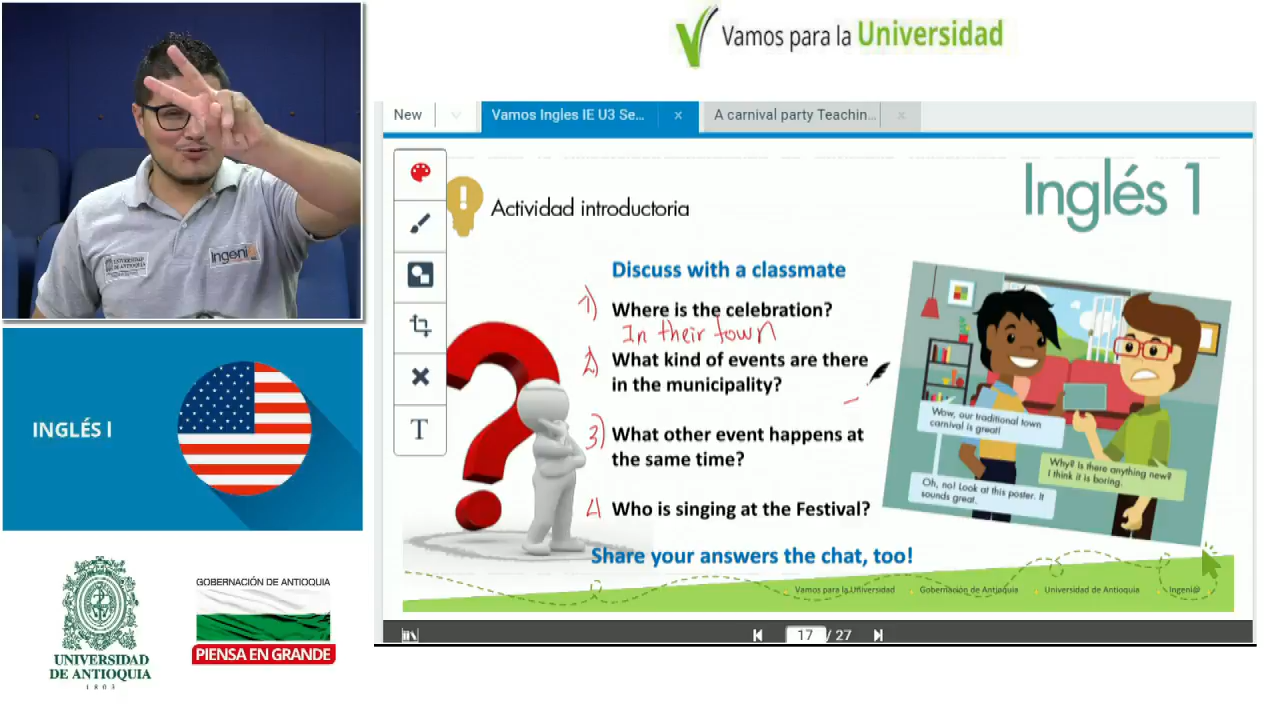 Vamos para la Universidad
New
Vamos Ingles IE U3 Se...
x
A carnival party Teachin...
x
Inglés 1
Actividad introductoria
Discuss with a classmate
1) Where is the celebration?
In their town
2) What kind of events are there
in the municipality?
3) What other event happens at
the same time?
4 Who is singing at the Festival?
Share your answers the chat, too!
T
Wow, our traditional town
carnival is great!
Why? Is there anything new?
I think it is boring.
Oh, no! Look at this poster. It
sounds great.
Vamos para la Universidad
Gobernación de Antioquia
Universidad de Antioquia
Ingeni@
17 / 27
UNIVERSIDAD
DE ANTIOQUIA
Ingeni@
INGLÉS I
UNIVERSIDAD
DE ANTIOQUIA
1803
GOBERNACIÓN DE ANTIOQUIA
PIENSA EN GRANDE